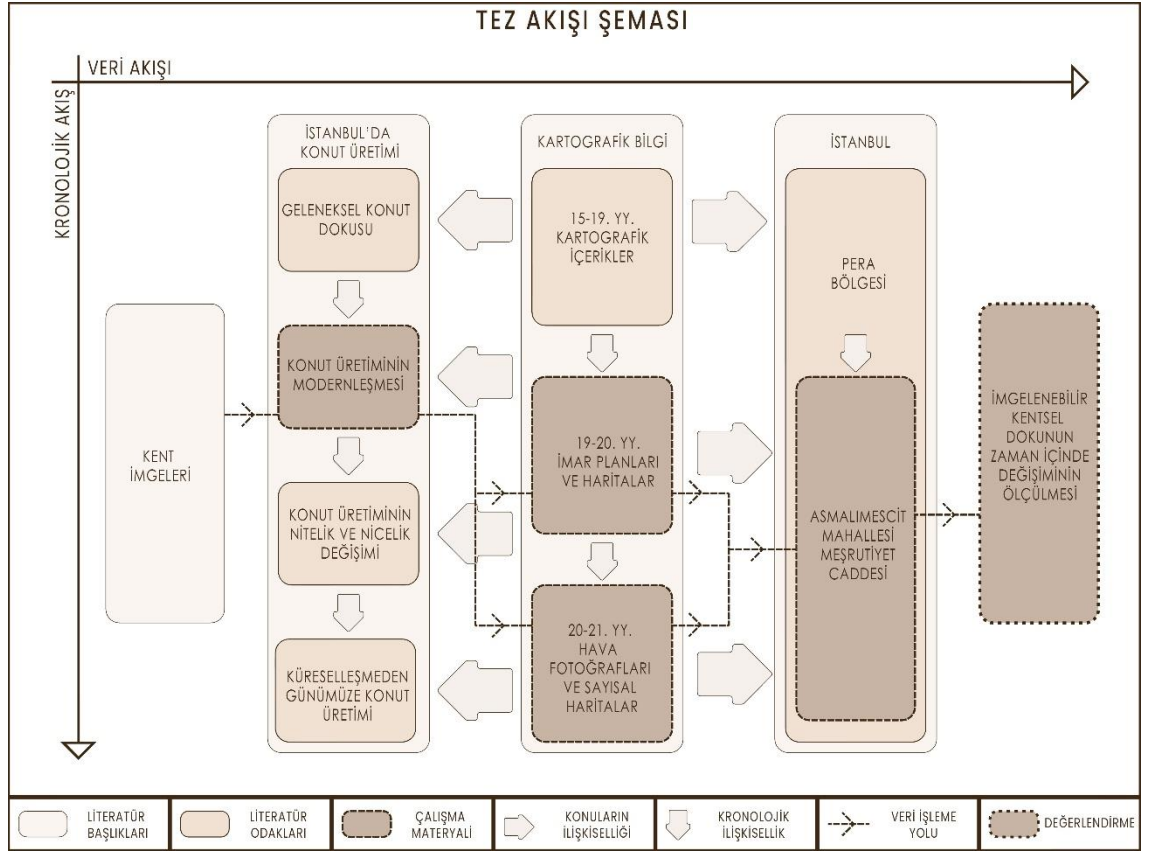 TEZ AKIŞI ŞEMASI
VERİ AKIŞI
KRONOLOJİK AKIŞ
KENT
İMGELERİ
İSTANBUL'DA
KONUT ÜRETİMİ
GELENEKSEL KONUT
DOKUSU
KONUT ÜRETİMİNİN
MODERNLEŞMESİ
KONUT ÜRETİMİNİN
NİTELİK VE NİCELİK
DEĞİŞİMİ
KÜRESELLEŞMEDEN
GÜNÜMÜZE KONUT
ÜRETİMİ
KARTOGRAFİK BİLGİ
15-19. YY.
KARTOGRAFİK
İÇERİKLER
19-20. YY.
İMAR PLANLARI
VE HARİTALAR
20-21. YY.
HAVA
FOTOĞRAFLARI
VE SAYISAL
HARİTALAR
İSTANBUL
PERA
BÖLGESİ
ASMALIMESCİT
MAHALLESİ
MEŞRUTİYET
CADDESİ
İMGELENEBİLİR
KENTSEL
DOKUNUN
ZAMAN İÇİNDE
DEĞİŞİMİNİN
ÖLÇÜLMESİ
LİTERATÜR
BAŞLIKLARI
LİTERATÜR
ODAKLARI
ÇALIŞMA
MATERYALİ
KONULARIN
İLİŞKİSELLİĞİ
KRONOLOJİK
İLİŞKİSELLİK
VERİ İŞLEME
YOLU
DEĞERLENDİRME